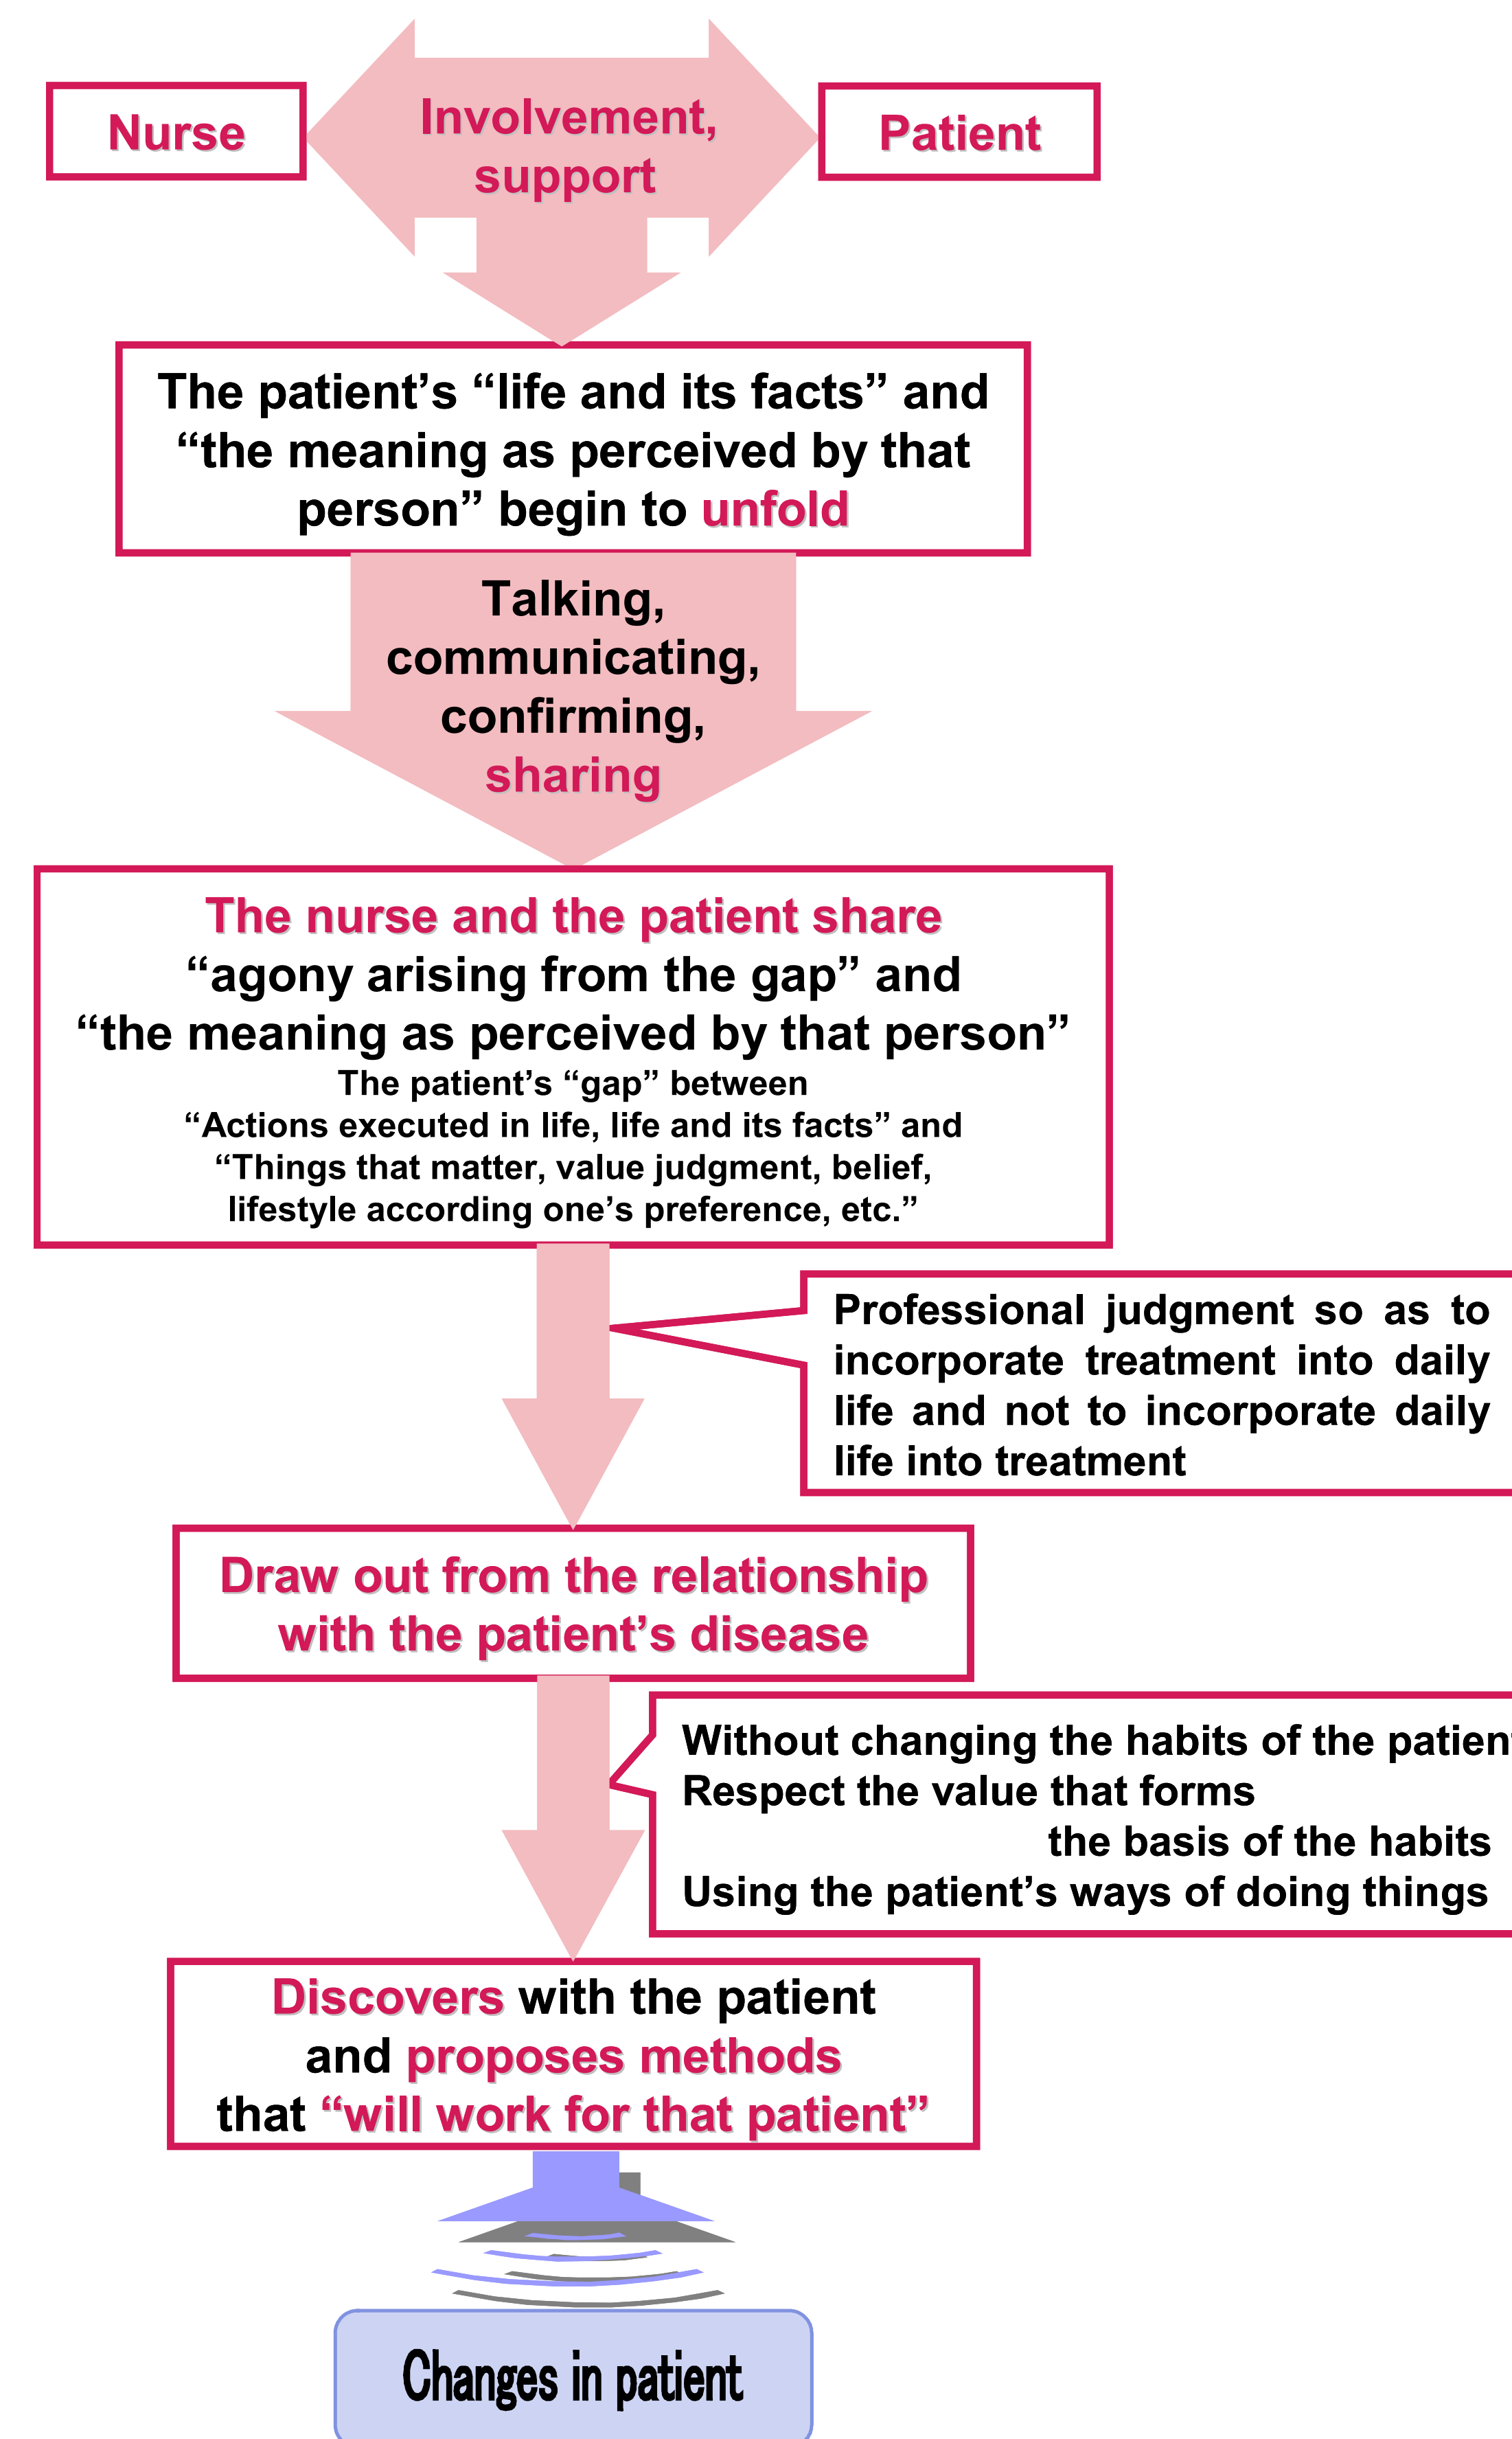 Nurse
Involvement,
support
Patient
The patient’s “life and its facts” and
“the meaning as perceived by that
person” begin to unfold
Talking,
communicating,
confirming,
sharing
The nurse and the patient share
“agony arising from the gap” and
“the meaning as perceived by that person”
The patient’s “gap” between
“Actions executed in life, life and its facts” and
“Things that matter, value judgment, belief,
lifestyle according one’s preference, etc.”
Professional judgment so as to
incorporate treatment into daily
life and not to incorporate daily
life into treatment
Draw out from the relationship
with the patient’s disease
Without changing the habits of the patient
Respect the value that forms
the basis of the habits
Using the patient’s ways of doing things
Discovers with the patient
and proposes methods
that “will work for that patient”
Changes in patient